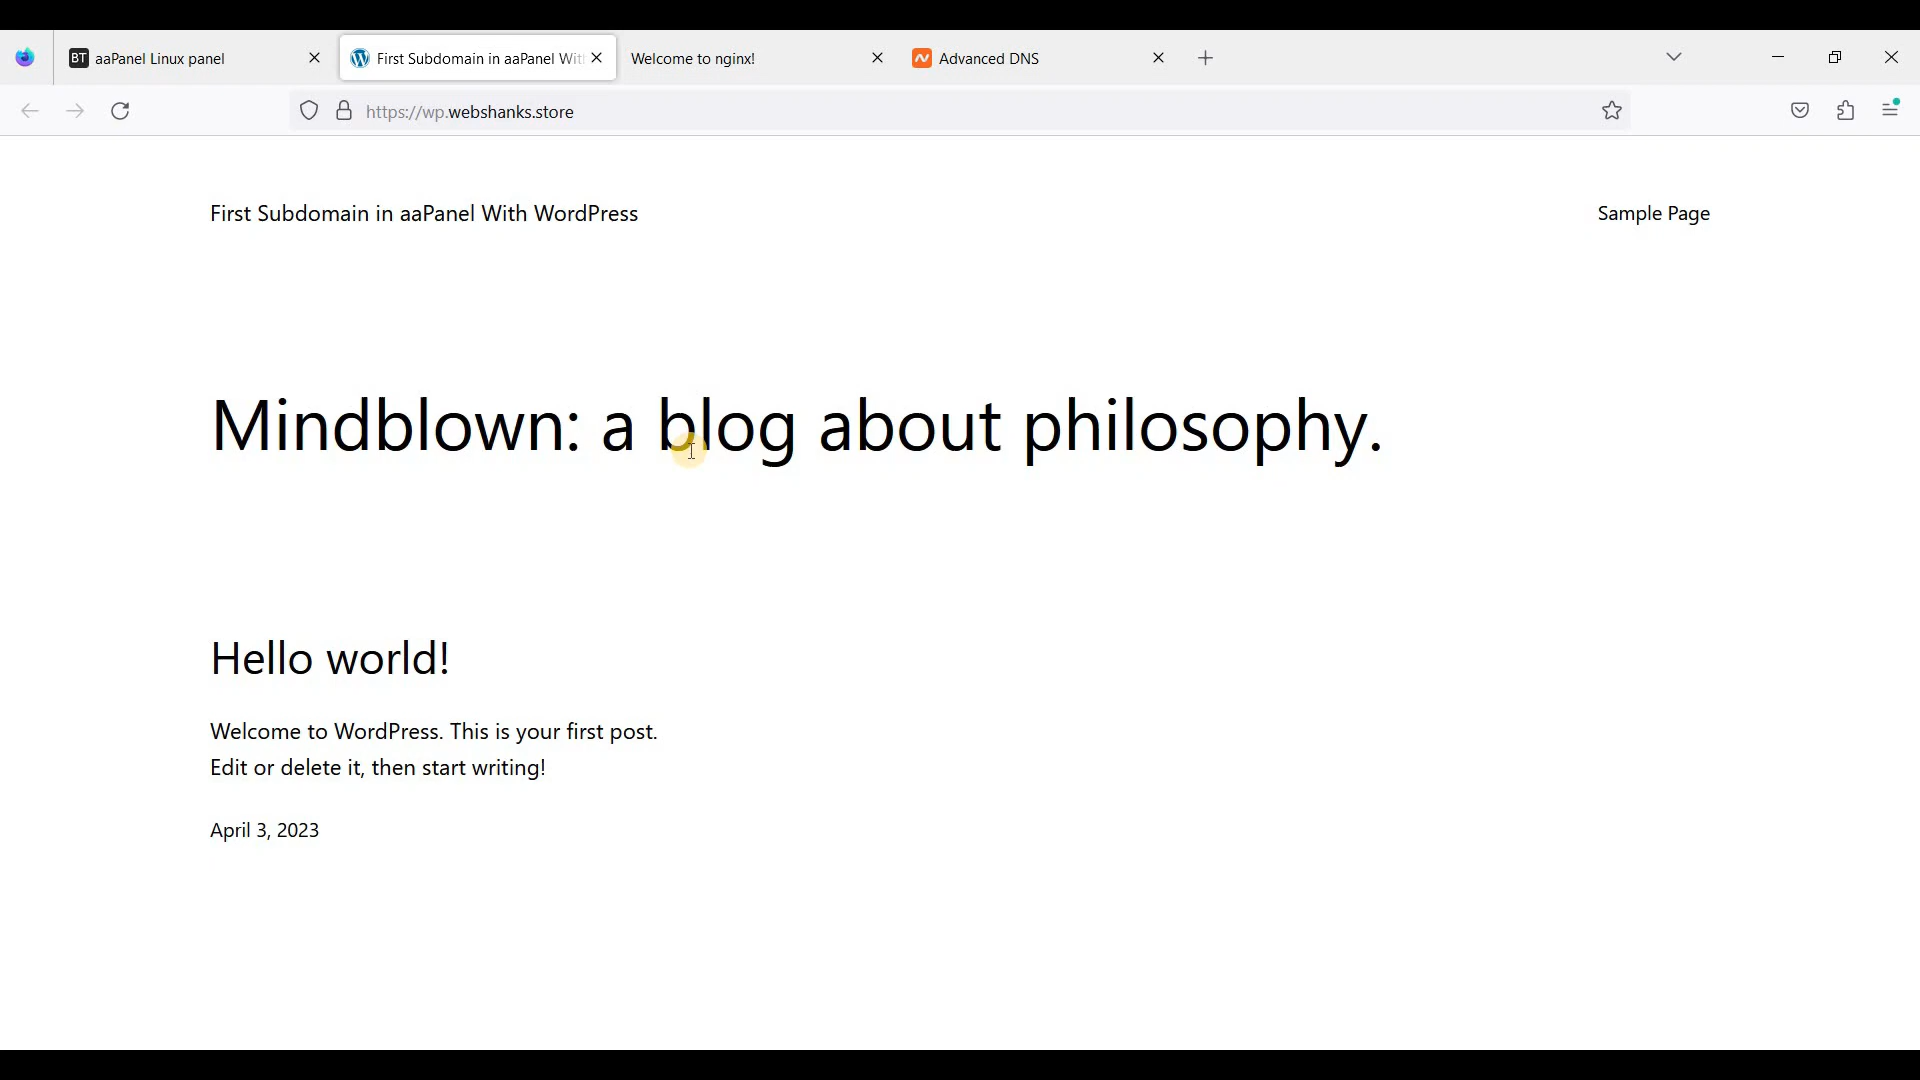 BT aaPanel Linux panel
First Subdomain in aaPanel Wit
Welcome to nginx!
Advanced DNS
https://wp.webshanks.store
First Subdomain in aaPanel With WordPress
Sample Page
Mindblown: a blog about philosophy.
Hello world!
Welcome to WordPress. This is your first post.
Edit or delete it, then start writing!
April 3, 2023